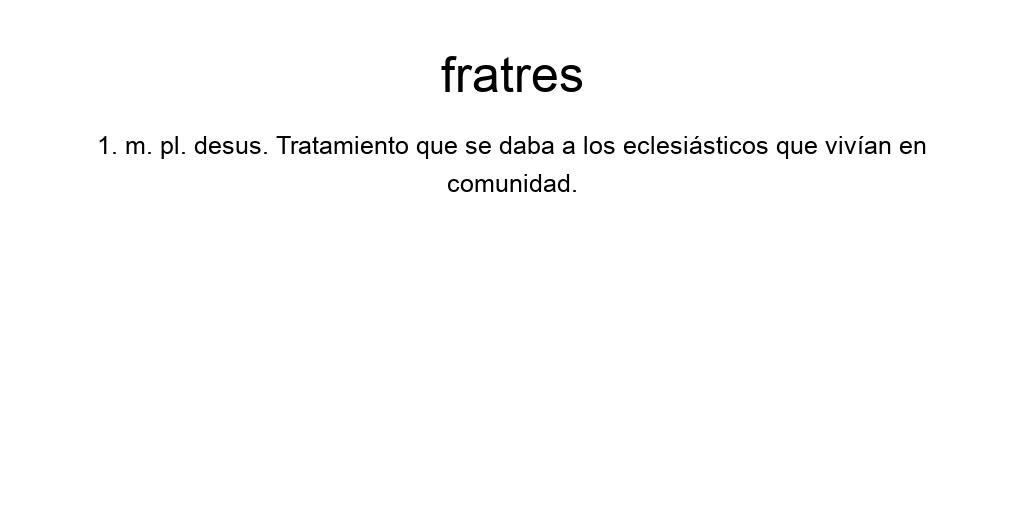 fratres
1. m. pl. desus. Tratamiento que se daba a los eclesiásticos que vivían en
comunidad.